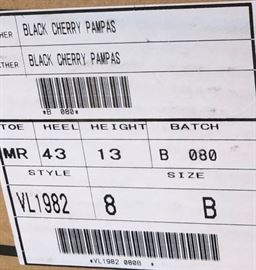 HER BLACK CHERRY PAMPAS
THER BLACK CHERRY PAMPAS
*B 080*
TOE HEEL HEIGHT BATCH
MR 43 13 B 080
STYLE SIZE
VL1982 8 B
*VL1982 080B *